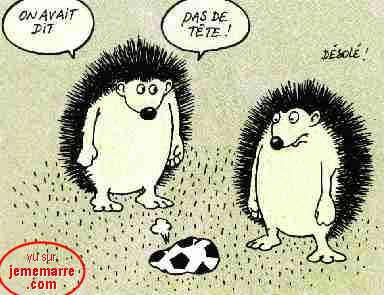 ON AVAIT
DIT
PAS DE
TÊTE!
DÉSOLÉ!
vu sur
jememarre
.com